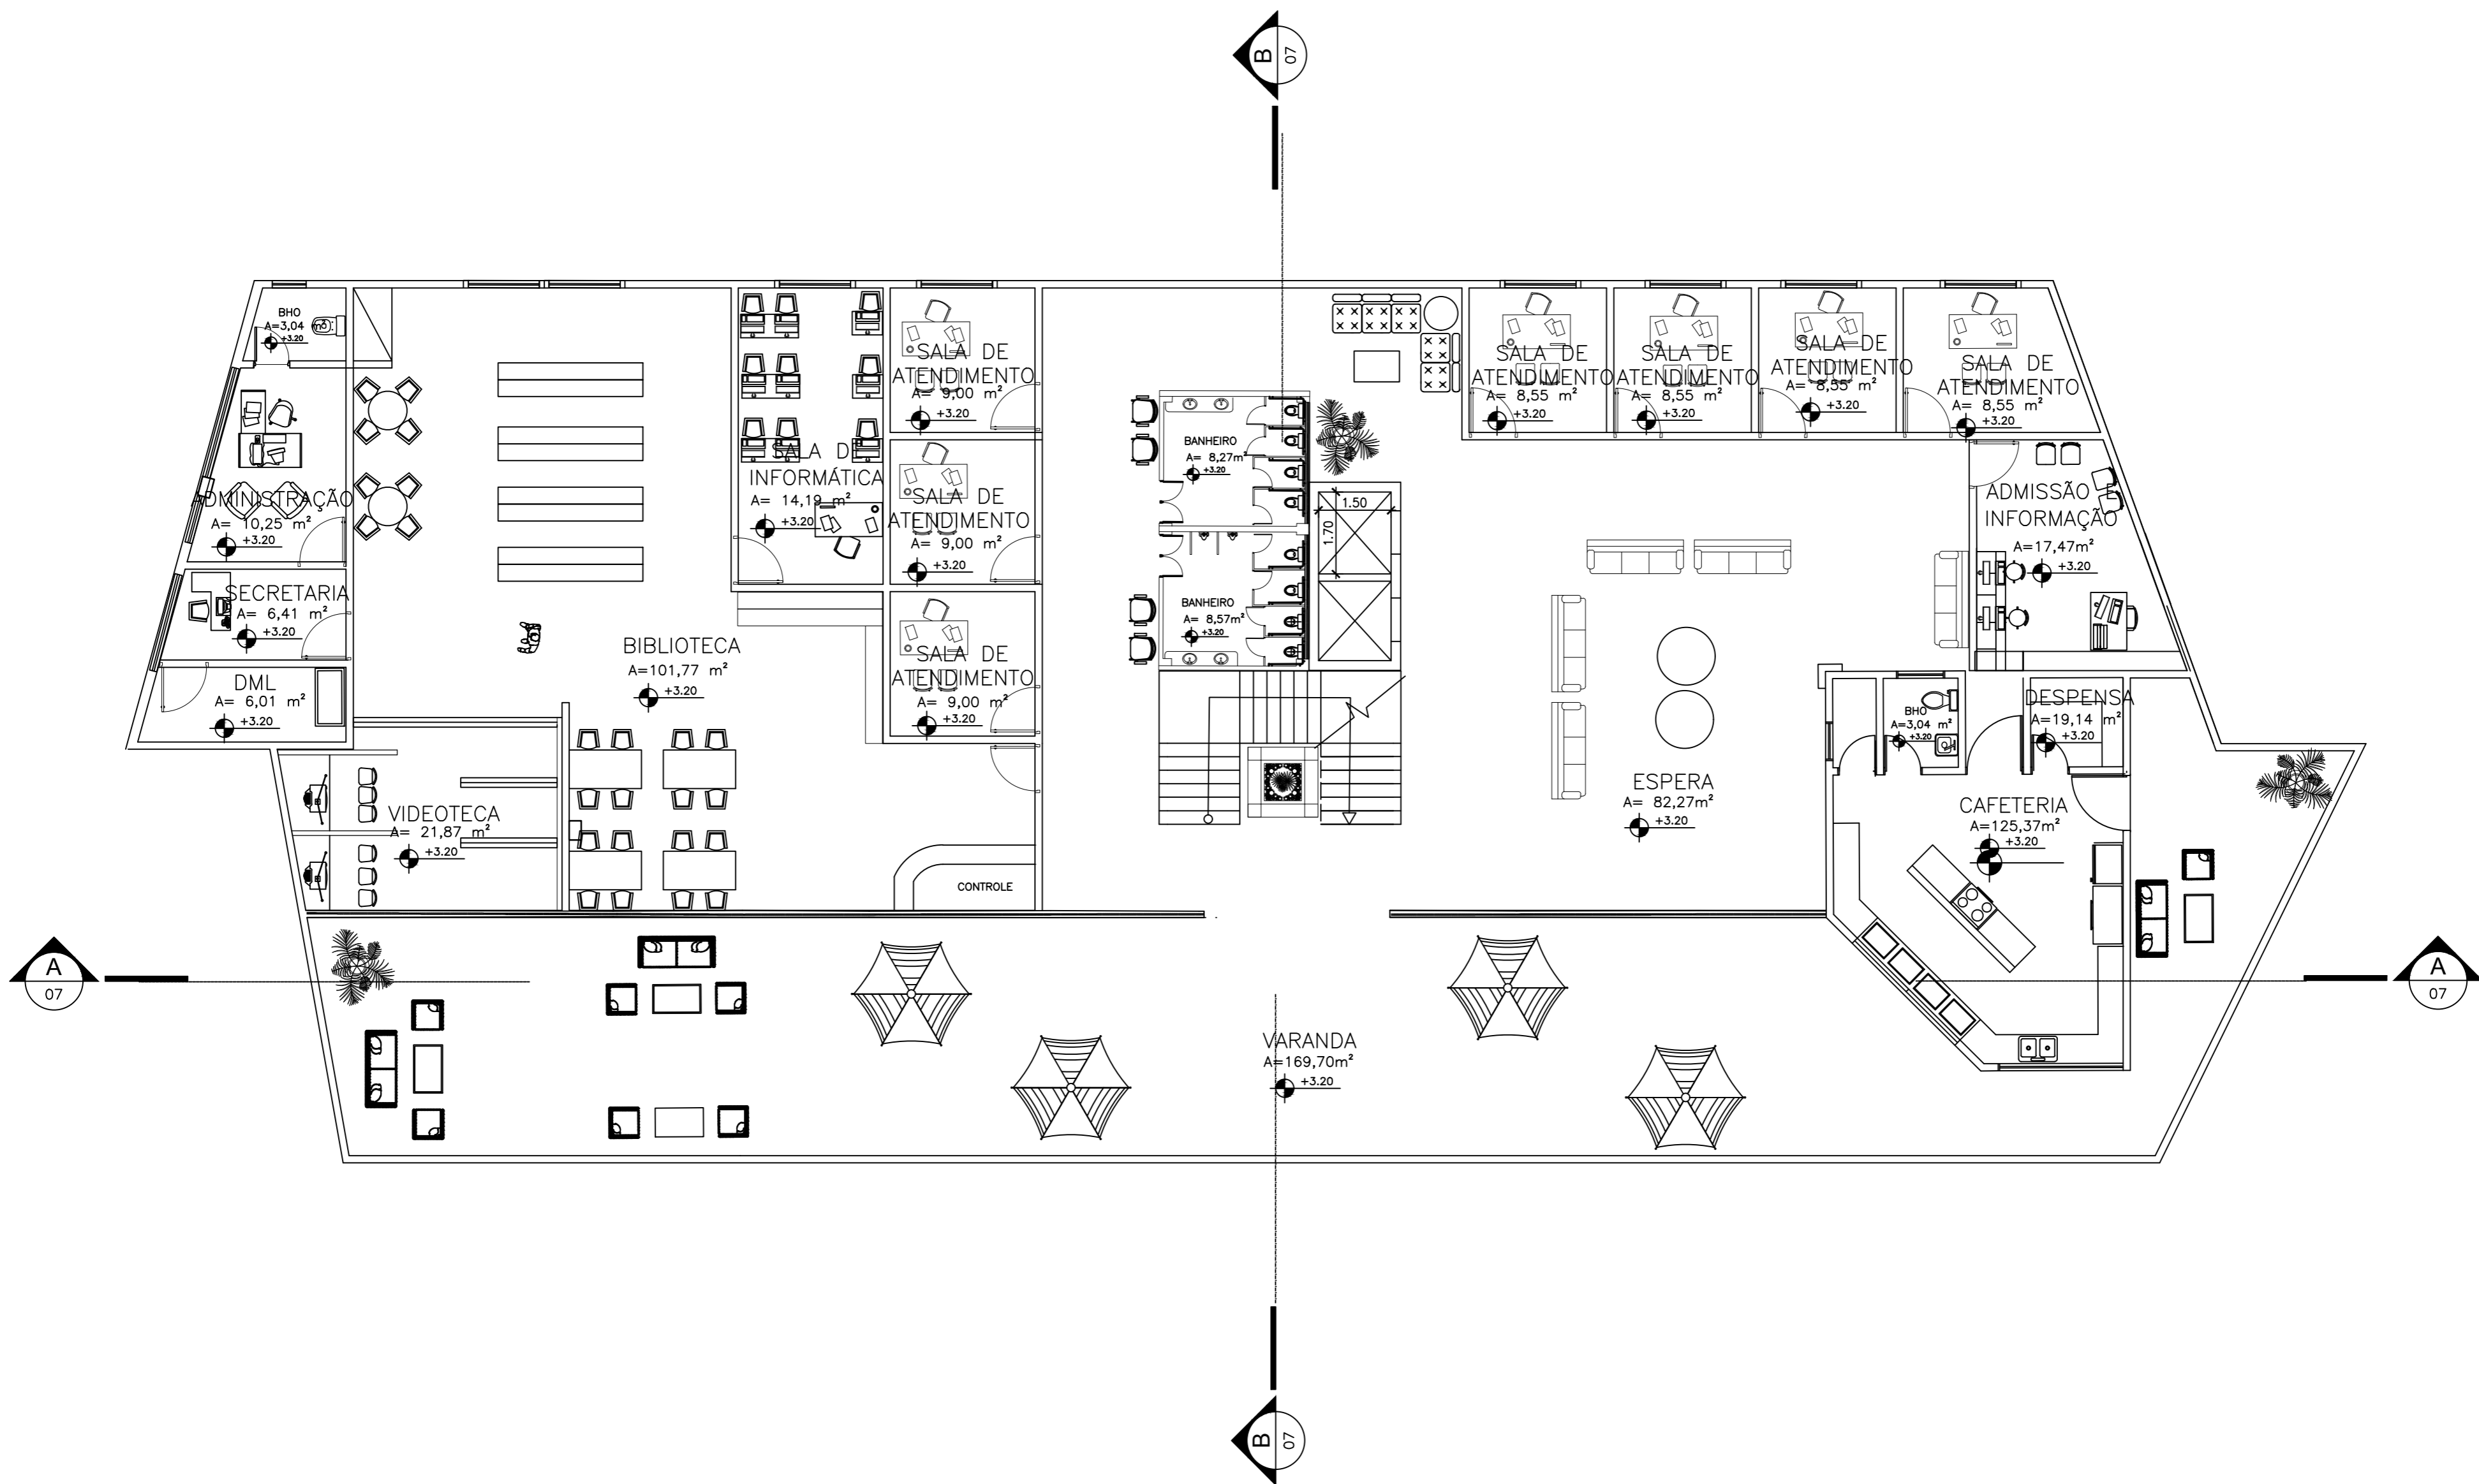 B
07
BHO
A=3,04 m²
+3.20
ADMINISTRAÇÃO
A= 10,25 m²
+3.20
SECRETARIA
A= 6,41 m²
+3.20
DML
A= 6,01 m²
+3.20
BIBLIOTECA
A=101,77 m²
+3.20
VIDEOTECA
A= 21,87 m²
+3.20
SALA DE
INFORMÁTICA
A= 14,19 m²
+3.20
SALA DE
ATENDIMENTO
A= 9,00 m²
+3.20
SALA DE
ATENDIMENTO
A= 9,00 m²
+3.20
SALA DE
ATENDIMENTO
A= 9,00 m²
+3.20
CONTROLE
BANHEIRO
A= 8,27m²
+3.20
BANHEIRO
A= 8,57m²
+3.20
1.50
1.70
SALA DE
ATENDIMENTO
A= 8,55 m²
+3.20
SALA DE
ATENDIMENTO
A= 8,55 m²
+3.20
SALA DE
ATENDIMENTO
A= 8,55 m²
+3.20
SALA DE
ATENDIMENTO
A= 8,55 m²
+3.20
ADMISSÃO E
INFORMAÇÃO
A=17,47m²
+3.20
ESPERA
A= 82,27m²
+3.20
BHO
A=3,04 m²
+3.20
DESPENSA
A=19,14 m²
+3.20
CAFETERIA
A=125,37m²
+3.20
A
07
A
07
VARANDA
A=169,70m²
+3.20
B
07